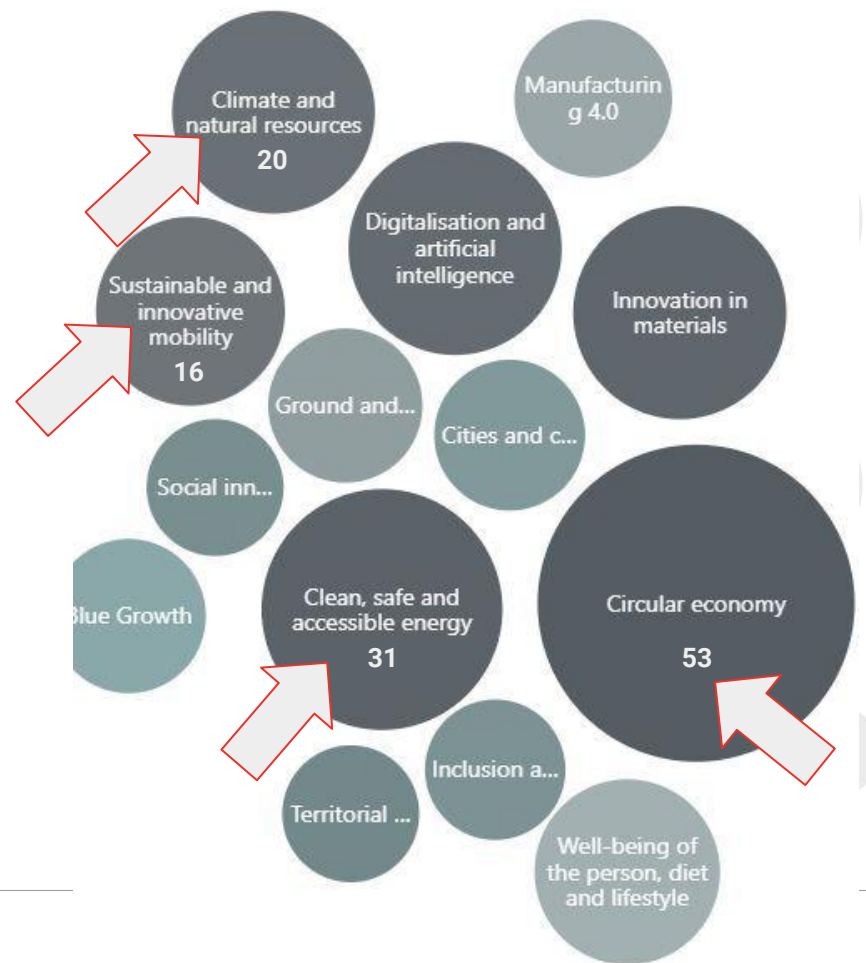 Climate and
natural resources
20
Manufacturin
g 4.0
Digitalisation and
artificial
intelligence
Sustainable and
innovative
mobility
16
Innovation in
materials
Ground and...
Cities and c...
Social inn...
Clean, safe and
accessible energy
31
Circular economy
53
Blue Growth
Inclusion a...
Territorial ...
Well-being of
the person, diet
and lifestyle